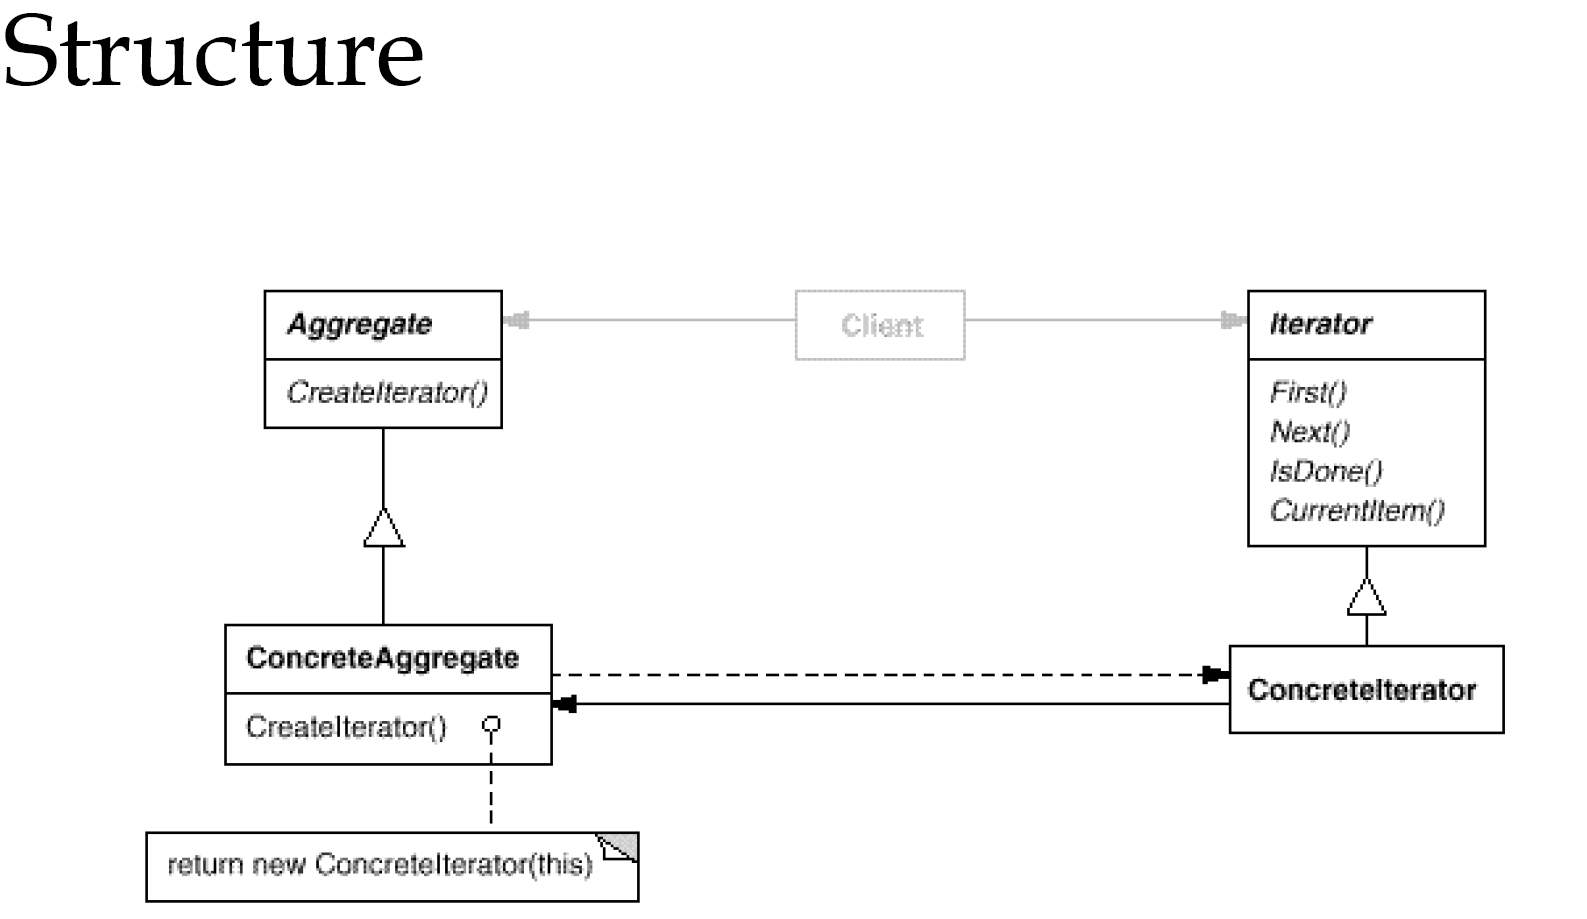 Structure
Aggregate
CreateIterator()
Client
Iterator
First()
Next()
IsDone()
CurrentItem()
ConcreteAggregate
CreateIterator()
ConcreteIterator
return new ConcreteIterator(this)